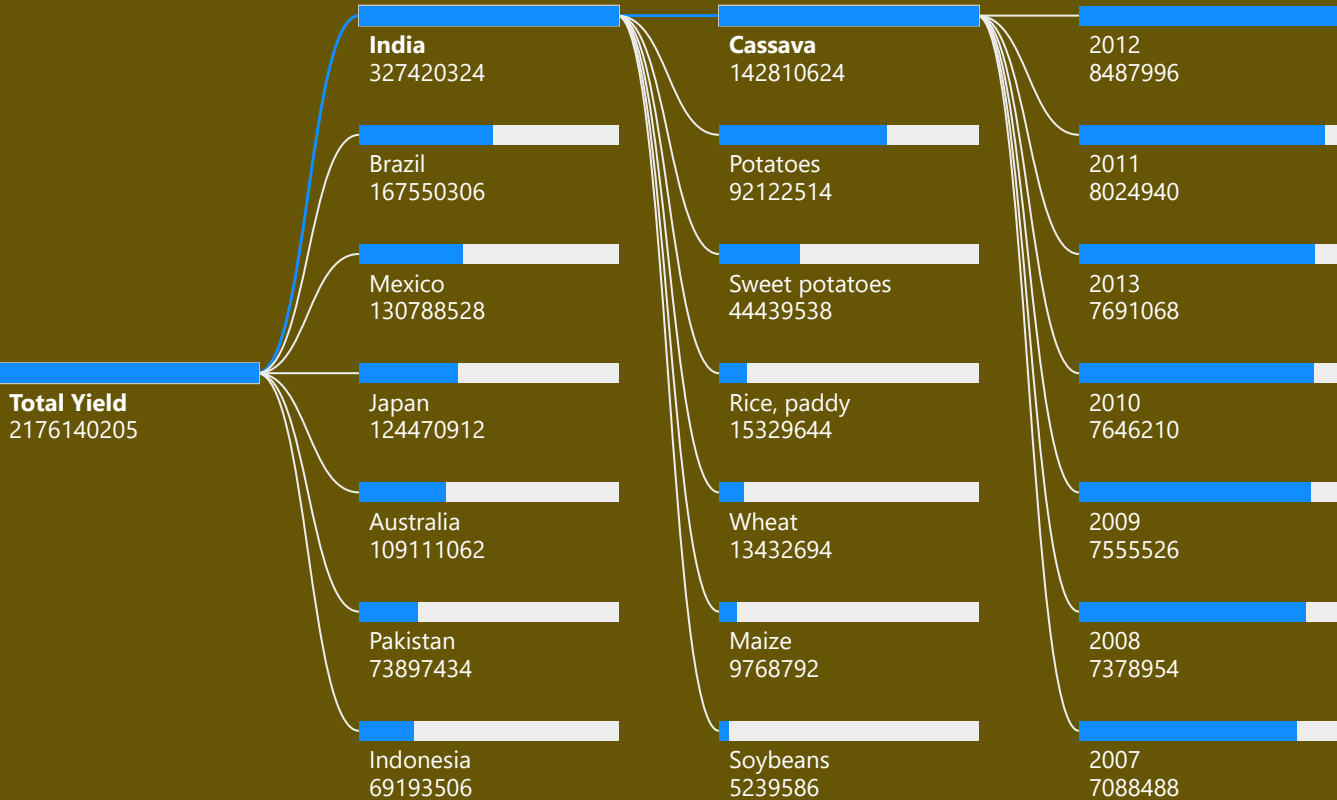 Total Yield
2176140205
India
327420324
Brazil
167550306
Mexico
130788528
Japan
124470912
Australia
109111062
Pakistan
73897434
Indonesia
69193506
Cassava
142810624
Potatoes
92122514
Sweet potatoes
44439538
Rice, paddy
15329644
Wheat
13432694
Maize
9768792
Soybeans
5239586
2012
8487996
2011
8024940
2013
7691068
2010
7646210
2009
7555526
2008
7378954
2007
7088488